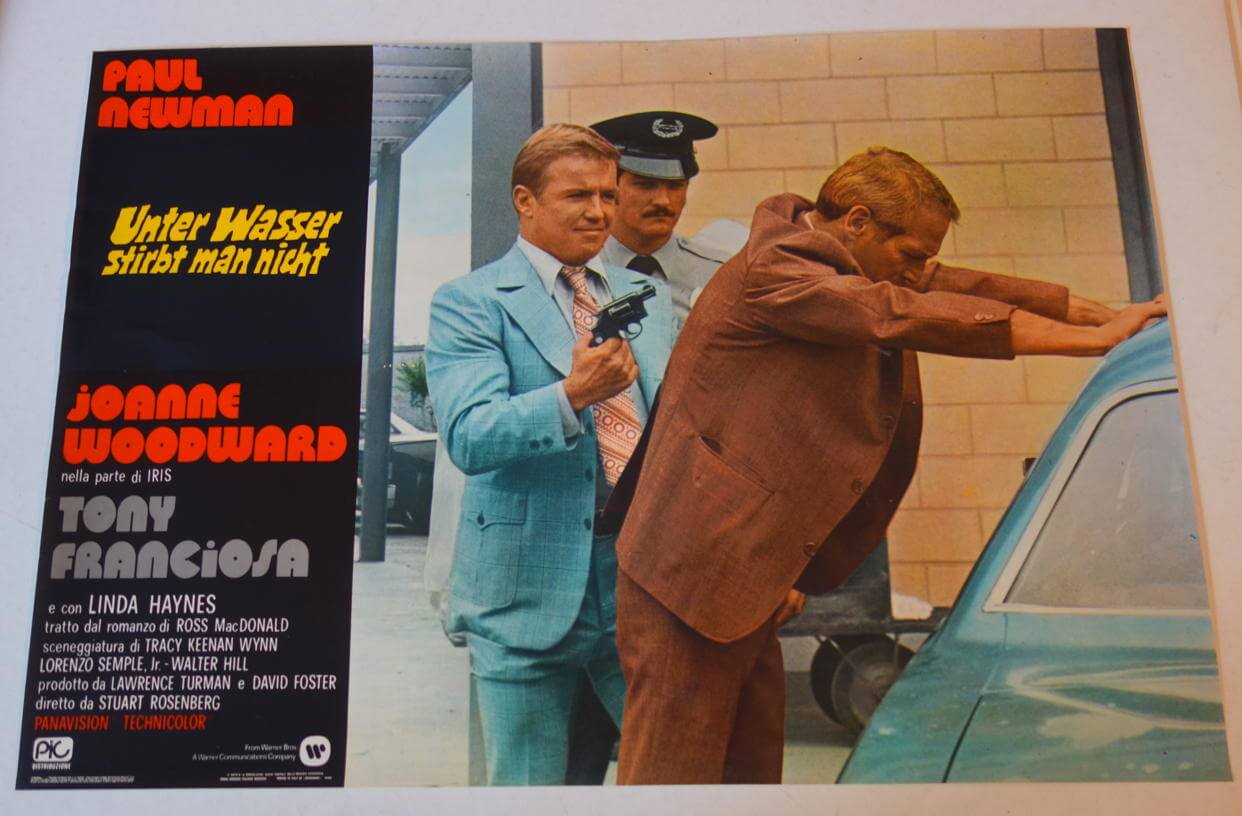 PAUL
NEWMAN
Unter Wasser
stirbt man nicht
JOANNE
WOODWARD
nella parte di IRIS
TONY
FRANCIOSA
e con LINDA HAYNES
tratto dal romanzo di ROSS MacDONALD
sceneggiatura di TRACY KEENAN WYNN
LORENZO SEMPLE, Jr. - WALTER HILL
prodotto da LAWRENCE TURMAN e DAVID FOSTER
diretto da STUART ROSENBERG
PANAVISION TECHNICOLOR
PIC
DISTRIBUZIONE
From Warner Bros
A Warner Communications Company